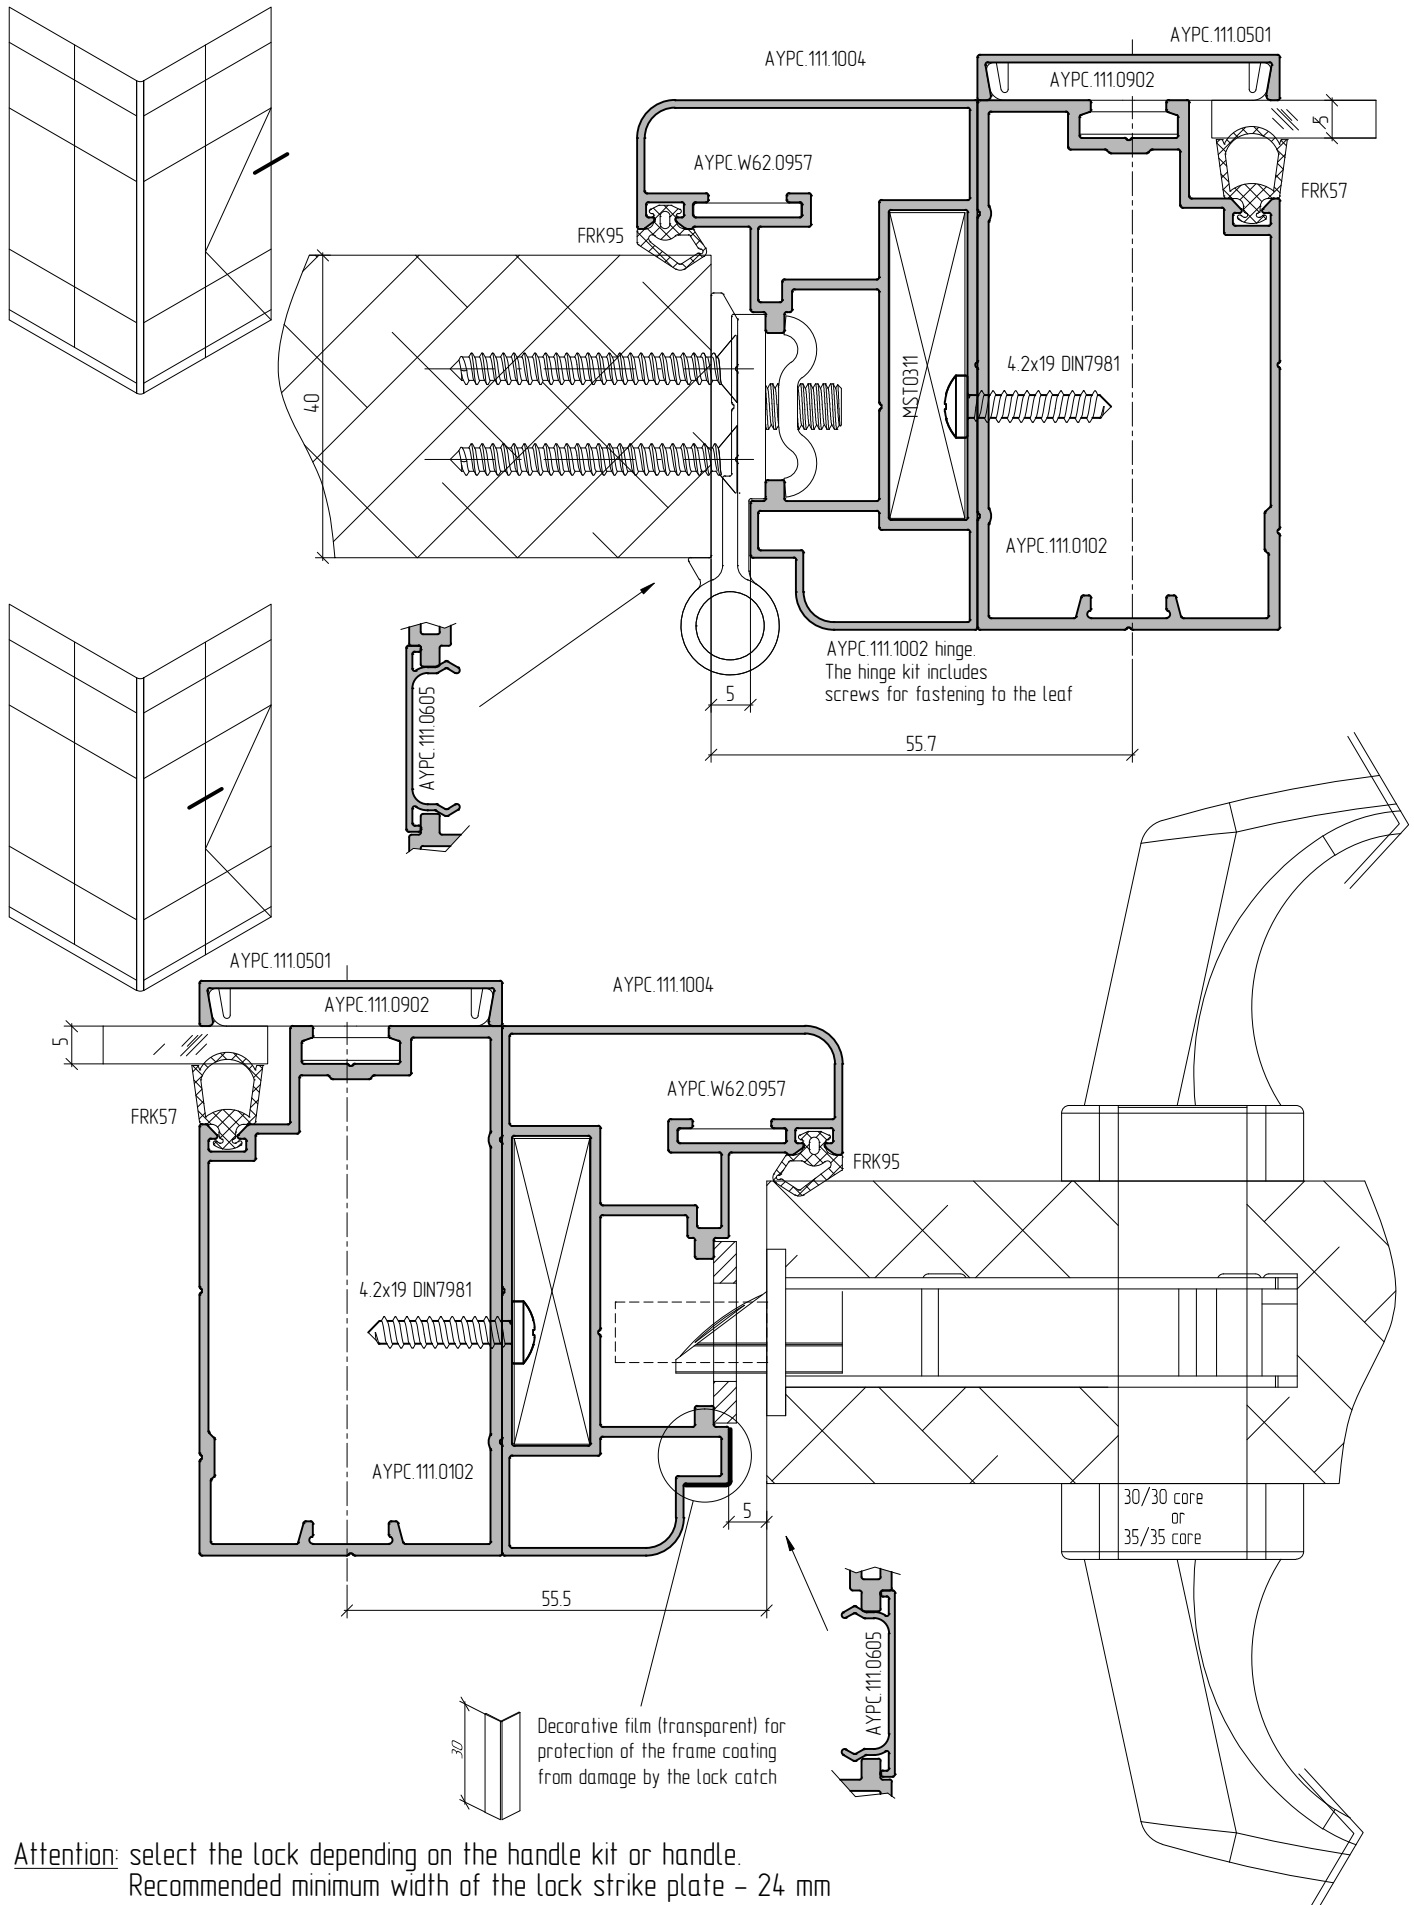 AYPC.111.0501
AYPC.111.1004
AYPC.111.0902
5
AYPC.W62.0957
FRK57
FRK95
40
MST0311
4.2x19 DIN7981
AYPC.111.0102
AYPC.111.1002 hinge.
The hinge kit includes
screws for fastening to the leaf
AYPC.111.0605
5
55.7
AYPC.111.0501
AYPC.111.1004
AYPC.111.0902
5
AYPC.W62.0957
FRK57
FRK95
4.2x19 DIN7981
AYPC.111.0102
30/30 core
or
35/35 core
5
55.5
AYPC.111.0605
30
Decorative film (transparent) for
protection of the frame coating
from damage by the lock catch
Attention: select the lock depending on the handle kit or handle.
Recommended minimum width of the lock strike plate – 24 mm